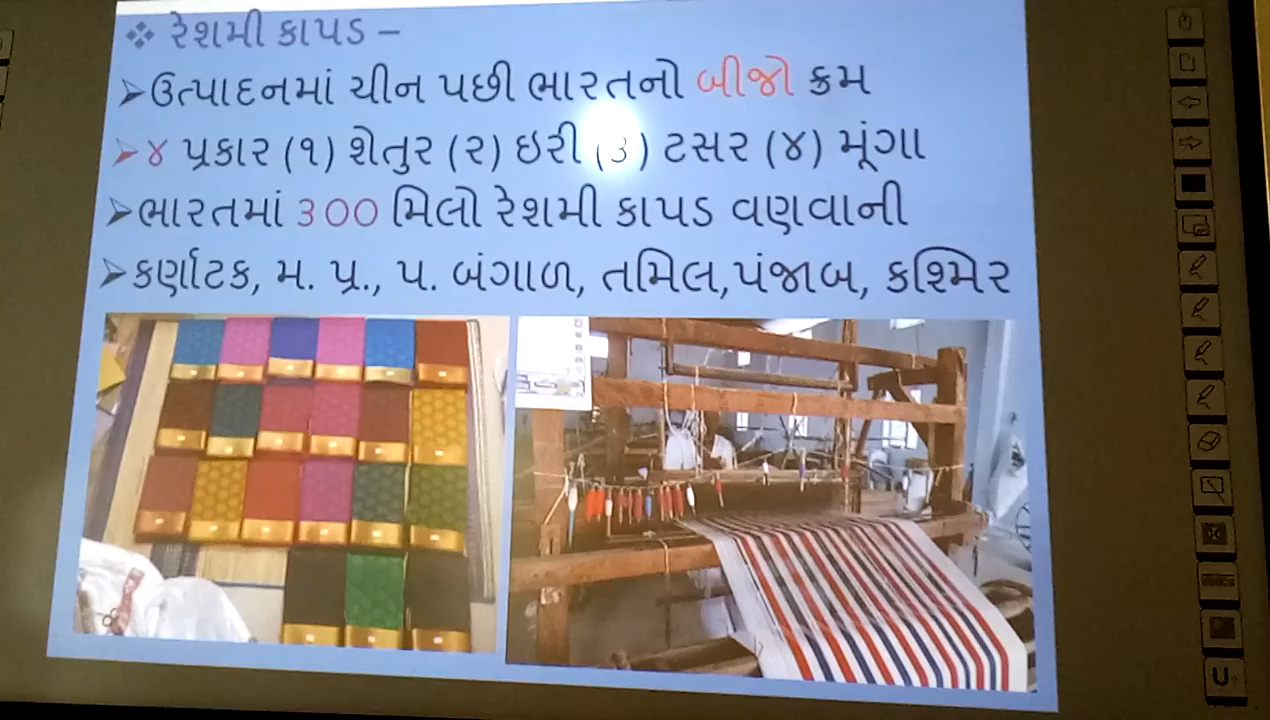 ❖ રેશમી કાપડ –
➢ઉત્પાદનમાં ચીન પછી ભારતનો બીજો ક્રમ
➢૪ પ્રકાર (૧) શેતુર (૨) ઇરી (૩) ટસર (૪) મૂંગા
➢ભારતમાં 300 મિલો રેશમી કાપડ વણવાની
➢કર્ણાટક, મ. પ્ર., પ. બંગાળ, તમિલ,પંજાબ, કશ્મિર